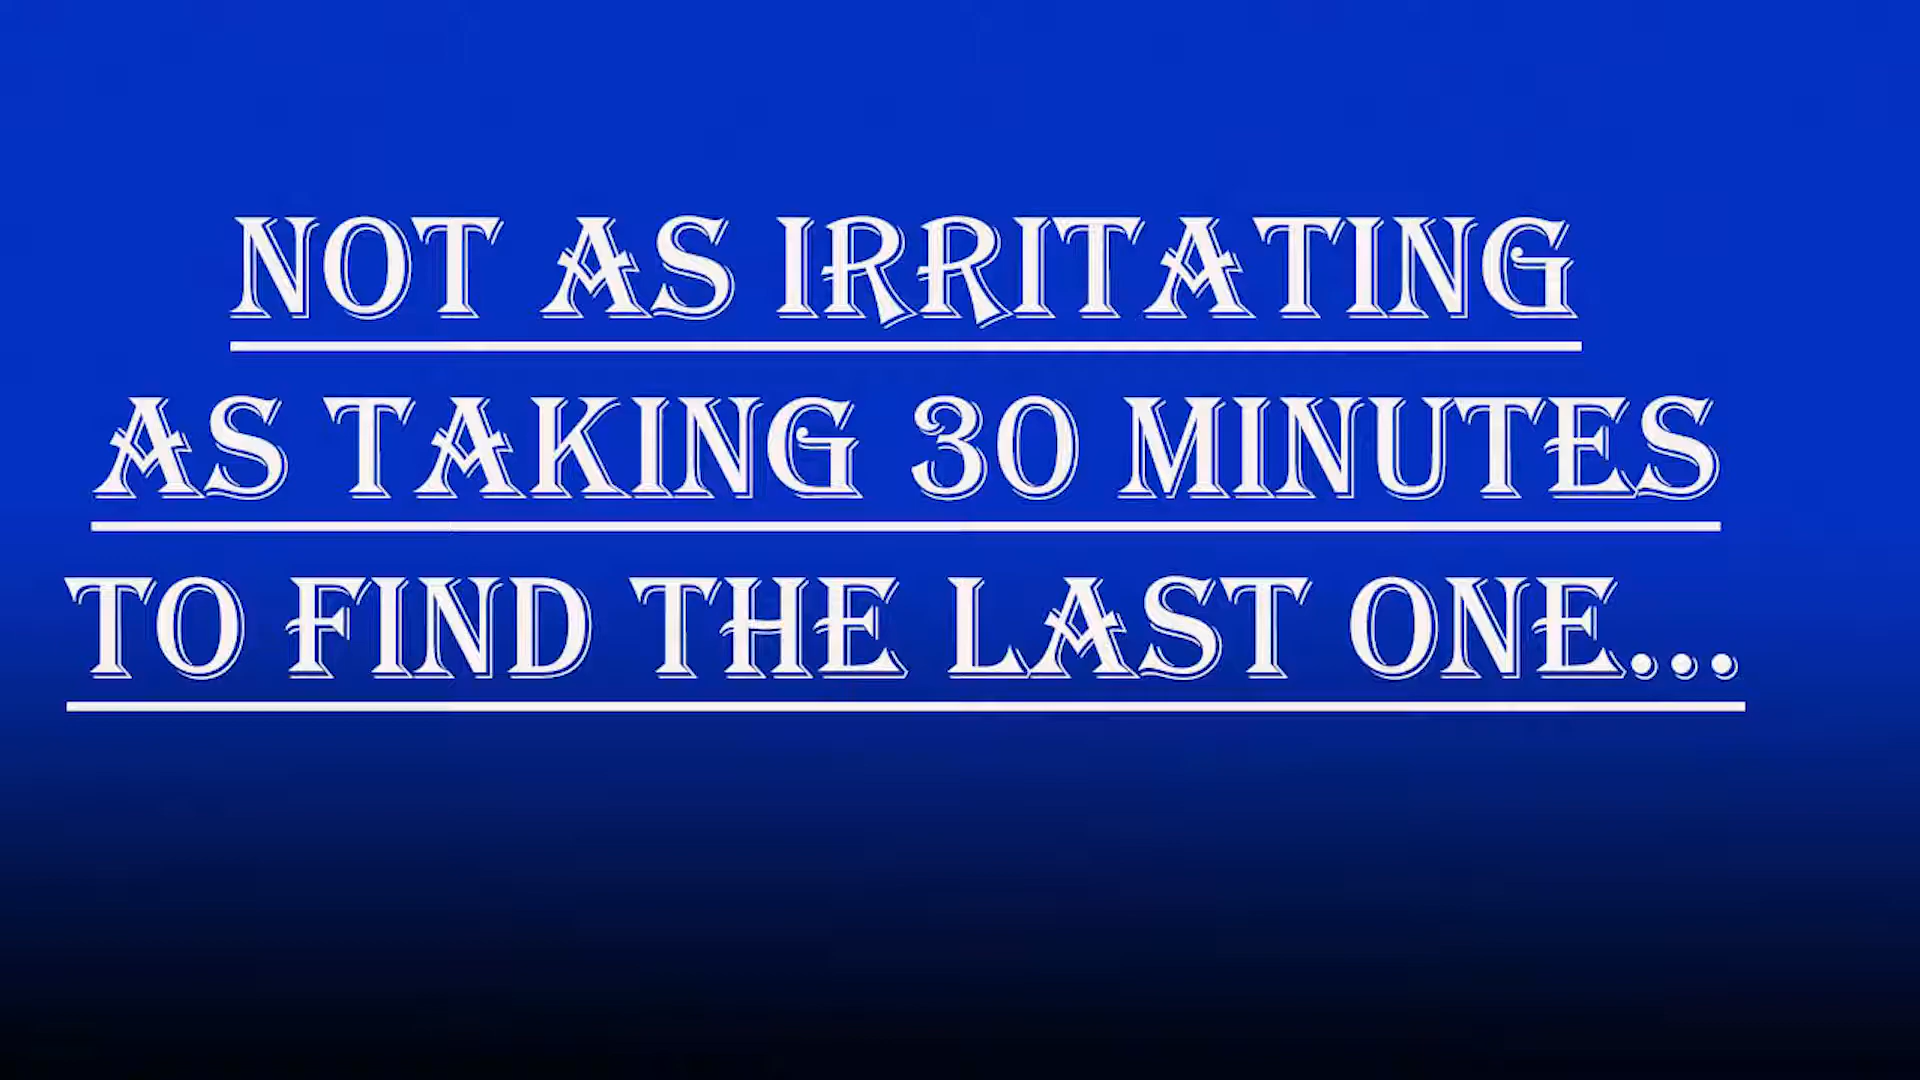 NOT AS IRRITATING
AS TAKING 30 MINUTES
TO FIND THE LAST ONE...